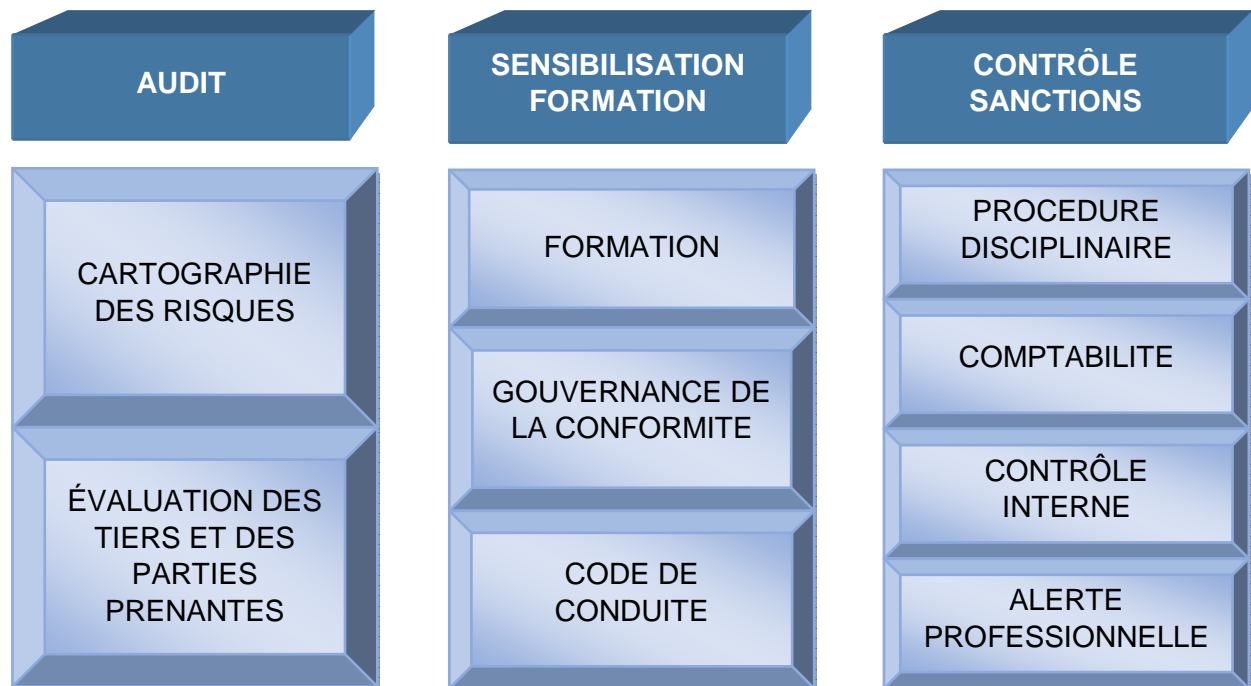 AUDIT
CARTOGRAPHIE
DES RISQUES
ÉVALUATION DES
TIERS ET DES
PARTIES
PRENANTES
SENSIBILISATION
FORMATION
FORMATION
GOUVERNANCE DE
LA CONFORMITE
CODE DE
CONDUITE
CONTRÔLE
SANCTIONS
PROCEDURE
DISCIPLINAIRE
COMPTABILITE
CONTRÔLE
INTERNE
ALERTE
PROFESSIONNELLE